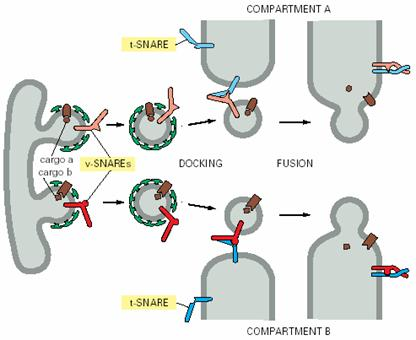 COMPARTMENT A
t-SNARE
cargo a
cargo b
v-SNAREs
DOCKING
FUSION
t-SNARE
COMPARTMENT B